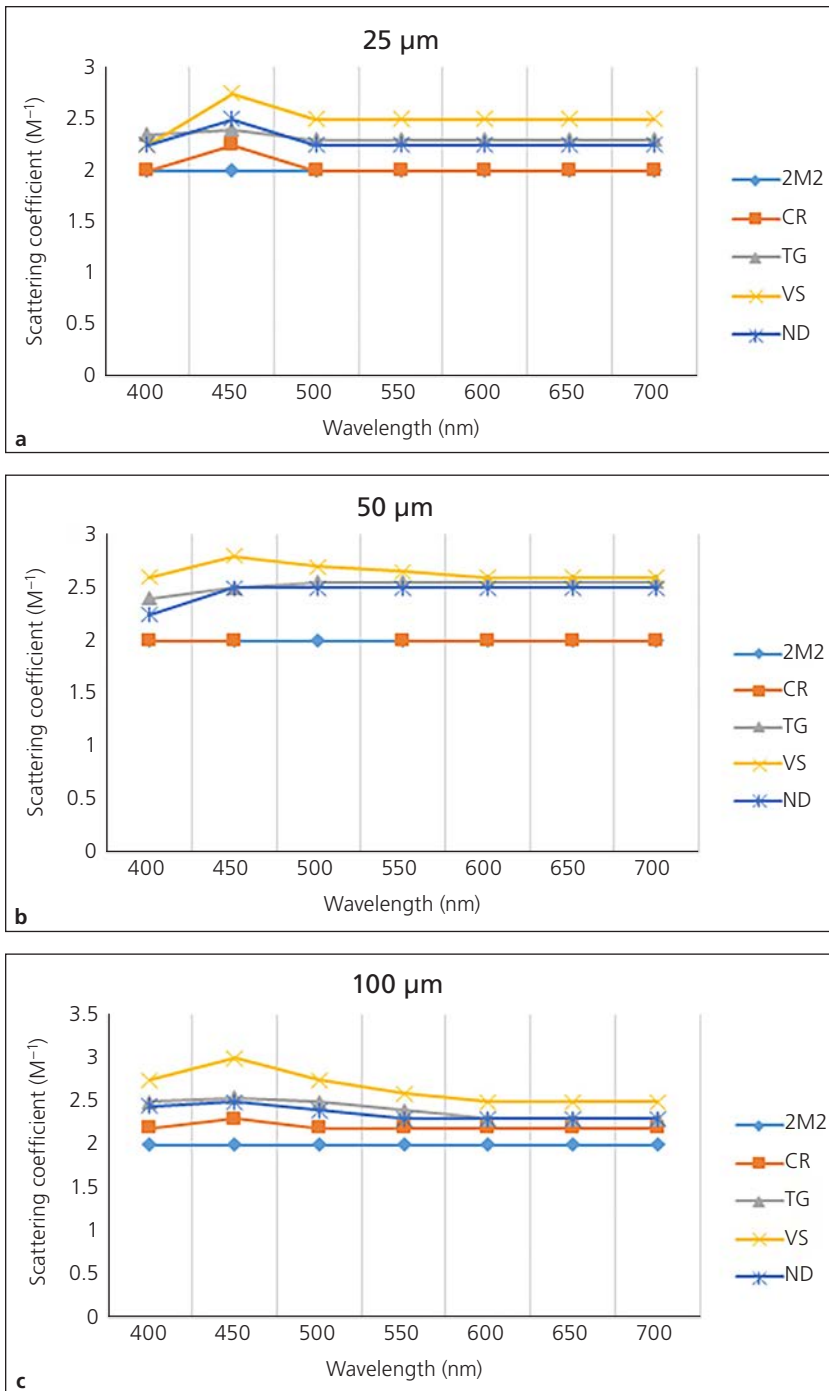 25 µm
Scattering coefficient (M⁻¹)
3
2.5
2
1.5
1
0.5
0
400 450 500 550 600 650 700
Wavelength (nm)
2M2
CR
TG
VS
ND
a
50 µm
Scattering coefficient (M⁻¹)
3
2.5
2
1.5
1
0.5
0
400 450 500 550 600 650 700
Wavelength (nm)
2M2
CR
TG
VS
ND
b
100 µm
Scattering coefficient (M⁻¹)
3.5
3
2.5
2
1.5
1
0.5
0
400 450 500 550 600 650 700
Wavelength (nm)
2M2
CR
TG
VS
ND
c